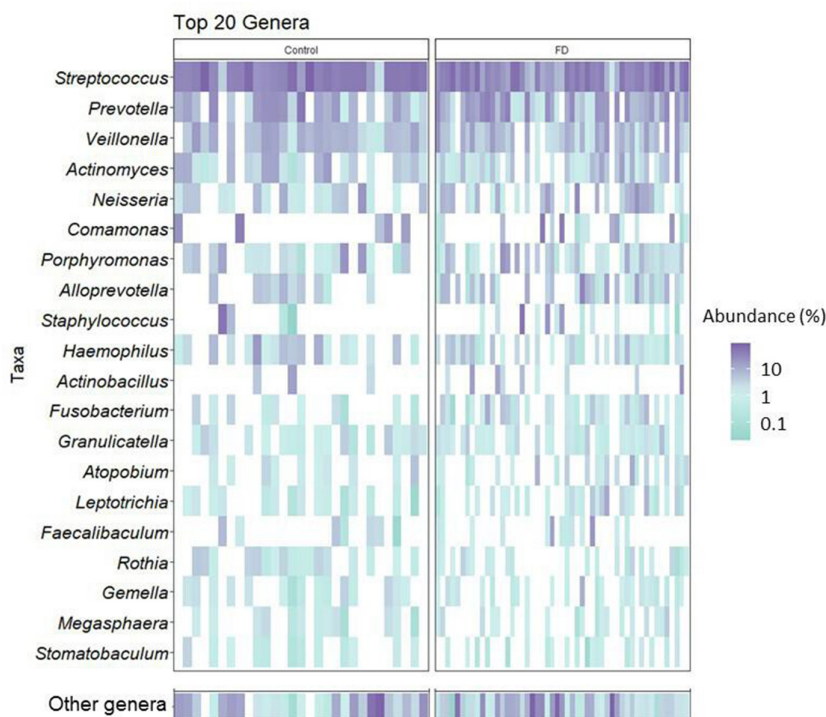 Top 20 Genera
Control
FD
Streptococcus
Prevotella
Veillonella
Actinomyces
Neisseria
Comamonas
Porphyromonas
Alloprevotella
Staphylococcus
Haemophilus
Actinobacillus
Fusobacterium
Granulicatella
Atopobium
Leptotrichia
Faecalibaculum
Rothia
Gemella
Megasphaera
Stomatobaculum
Other genera
Taxa
Abundance (%)
10
1
0.1